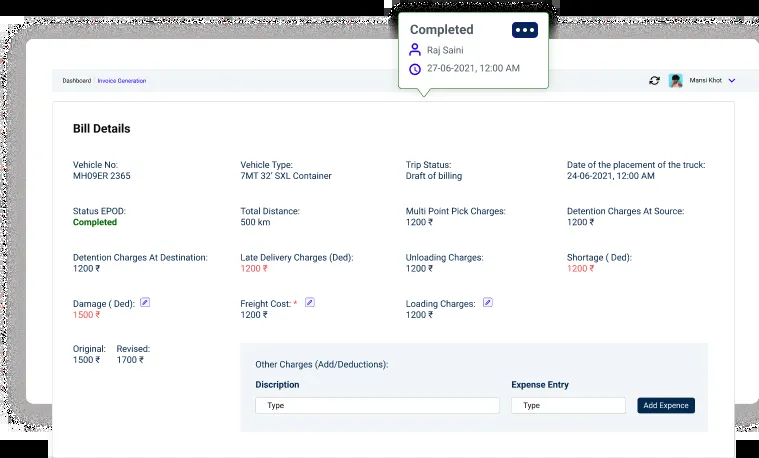 Completed
Raj Saini
27-06-2021, 12:00 AM
Dashboard Invoice Generation
Mansi Khot
Bill Details
Vehicle No:
MH09ER 2365
Vehicle Type:
7MT 32' SXL Container
Trip Status:
Draft of billing
Date of the placement of the truck:
24-06-2021, 12:00 AM
Status EPOD:
Completed
Total Distance:
500 km
Multi Point Pick Charges:
1200 ₹
Detention Charges At Source:
1200 ₹
Detention Charges At Destination:
1200 ₹
Late Delivery Charges (Ded):
1200 ₹
Unloading Charges:
1200 ₹
Shortage ( Ded):
1200 ₹
Damage ( Ded):
1500 ₹
Freight Cost: *
1200 ₹
Loading Charges:
1200 ₹
Original:
1500 ₹
Revised:
1700 ₹
Other Charges (Add/Deductions):
Discription
Type
Expense Entry
Type
Add Expence